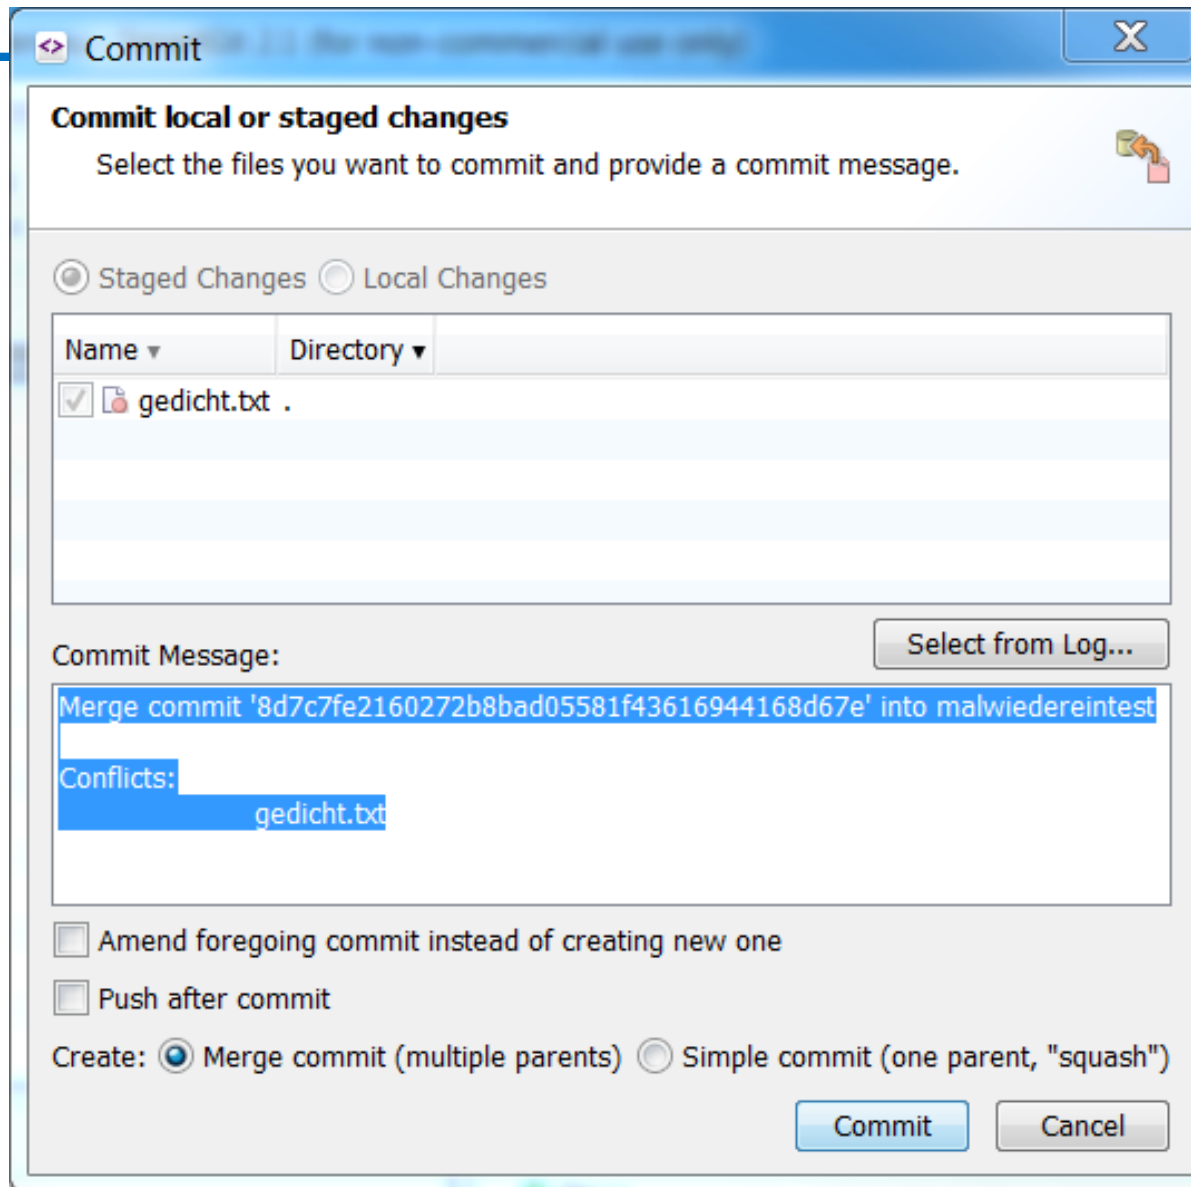 Commit
Commit local or staged changes
Select the files you want to commit and provide a commit message.
Staged Changes Local Changes
Name Directory
gedicht.txt .
Select from Log...
Commit Message:
Merge commit '8d7c7fe2160272b8bad05581f43616944168d67e' into malwiedereintest
Conflicts:
gedicht.txt
Amend foregoing commit instead of creating new one
Push after commit
Create: Merge commit (multiple parents) Simple commit (one parent, "squash")
Commit Cancel